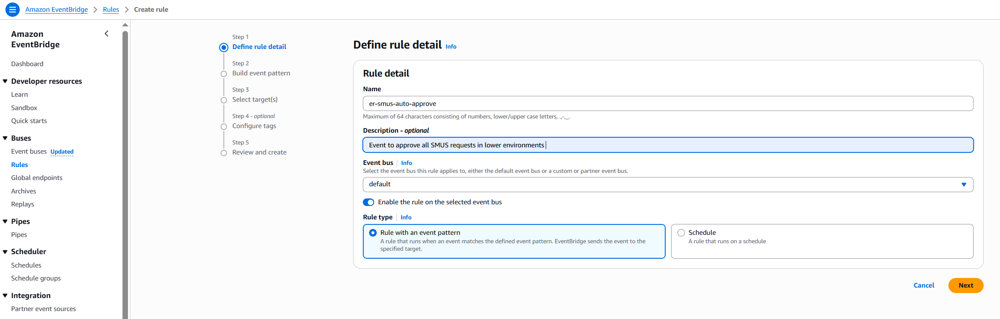 Amazon EventBridge > Rules > Create rule
Amazon
EventBridge
Dashboard
Developer resources
Learn
Sandbox
Quick starts
Buses
Event buses Updated
Rules
Global endpoints
Archives
Replays
Pipes
Pipes
Scheduler
Schedules
Schedule groups
Integration
Partner event sources
Step 1
Define rule detail
Step 2
Build event pattern
Step 3
Select target(s)
Step 4 - optional
Configure tags
Step 5
Review and create
Define rule detail Info
Rule detail
Name
er-smus-auto-approve
Maximum of 64 characters consisting of numbers, lower/upper case letters, .,-,_.
Description - optional
Event to approve all SMUS requests in lower environments
Event bus Info
Select the event bus this rule applies to, either the default event bus or a custom or partner event bus.
default
Enable the rule on the selected event bus
Rule type Info
Rule with an event pattern
A rule that runs when an event matches the defined event pattern. EventBridge sends the event to the
specified target.
Schedule
A rule that runs on a schedule
Cancel
Next